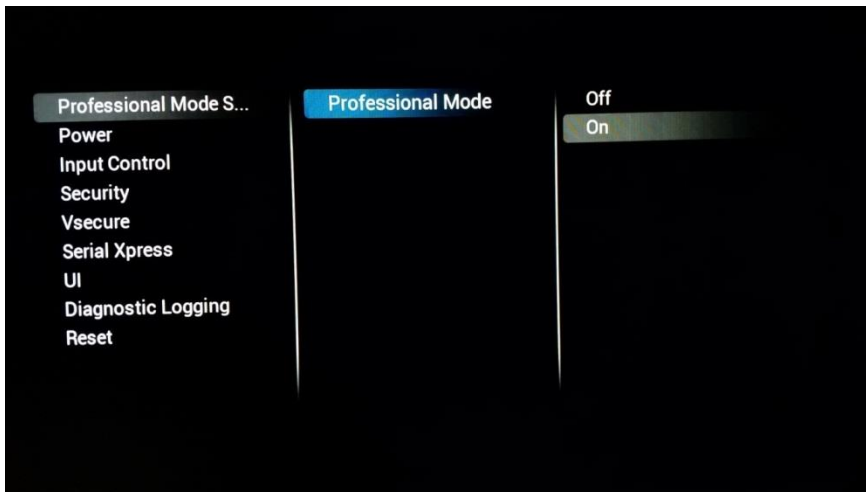 Professional Mode S...
Power
Input Control
Security
Vsecure
Serial Xpress
UI
Diagnostic Logging
Reset
Professional Mode
Off
On